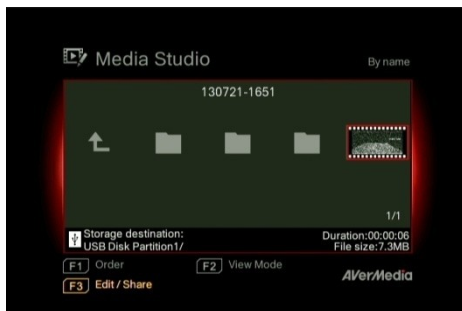 Media Studio
By name
130721-1651
1/1
Storage destination:
USB Disk Partition1/
Duration:00:00:06
File size:7.3MB
F1 Order
F2 View Mode
F3 Edit / Share
AVerMedia